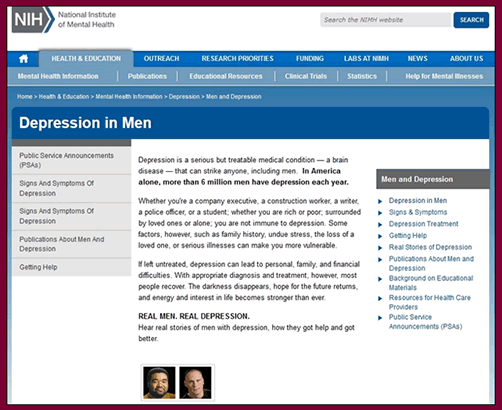 NIH
National Institute
of Mental Health
Search the NIMH website
SEARCH
HEALTH & EDUCATION
OUTREACH
RESEARCH PRIORITIES
FUNDING
LABS AT NIMH
NEWS
ABOUT US
Mental Health Information
Publications
Educational Resources
Clinical Trials
Statistics
Help for Mental Illnesses
Home > Health & Education > Mental Health Information > Depression > Men and Depression
Depression in Men
Public Service Announcements
(PSAs)
Signs And Symptoms Of
Depression
Signs And Symptoms Of
Depression
Publications About Men And
Depression
Getting Help
Depression is a serious but treatable medical condition — a brain
disease — that can strike anyone, including men. In America
alone, more than 6 million men have depression each year.
Whether you're a company executive, a construction worker, a writer,
a police officer, or a student; whether you are rich or poor; surrounded
by loved ones or alone; you are not immune to depression. Some
factors, however, such as family history, undue stress, the loss of a
loved one, or serious illnesses can make you more vulnerable.
If left untreated, depression can lead to personal, family, and financial
difficulties. With appropriate diagnosis and treatment, however, most
people recover. The darkness disappears, hope for the future returns,
and energy and interest in life becomes stronger than ever.
REAL MEN. REAL DEPRESSION.
Hear real stories of men with depression, how they got help and got
better.
Men and Depression
Depression in Men
Signs & Symptoms
Depression Treatment
Getting Help
Real Stories of Depression
Publications About Men and
Depression
Background on Educational
Materials
Resources for Health Care
Providers
Public Service
Announcements (PSAs)